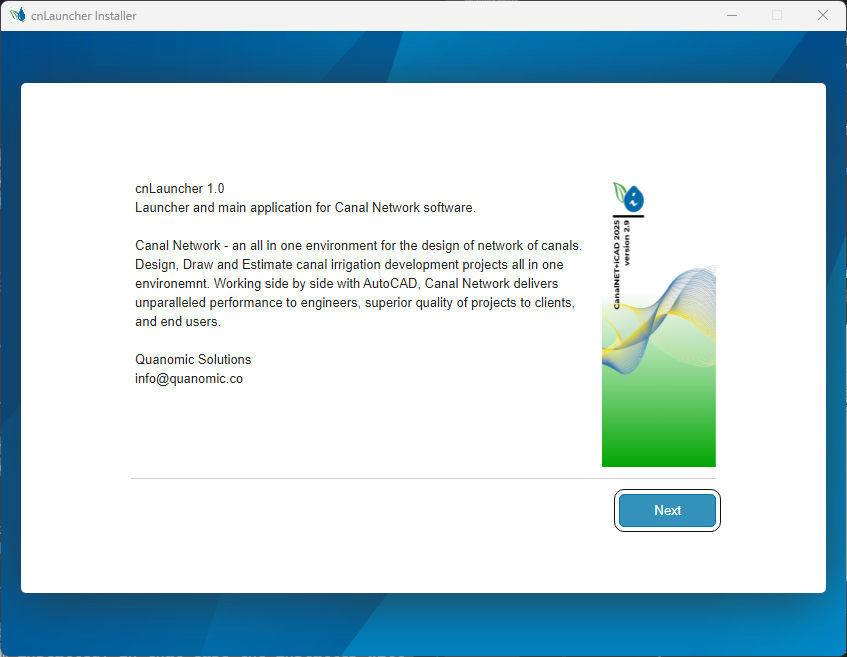 cnLauncher Installer
cnLauncher 1.0
Launcher and main application for Canal Network software.
Canal Network - an all in one environment for the design of network of canals.
Design, Draw and Estimate canal irrigation development projects all in one
environemnt. Working side by side with AutoCAD, Canal Network delivers
unparalleled performance to engineers, superior quality of projects to clients,
and end users.
Quanomic Solutions
info@quanomic.co
CanalNET+iCAD 2025
version 2.9
Next